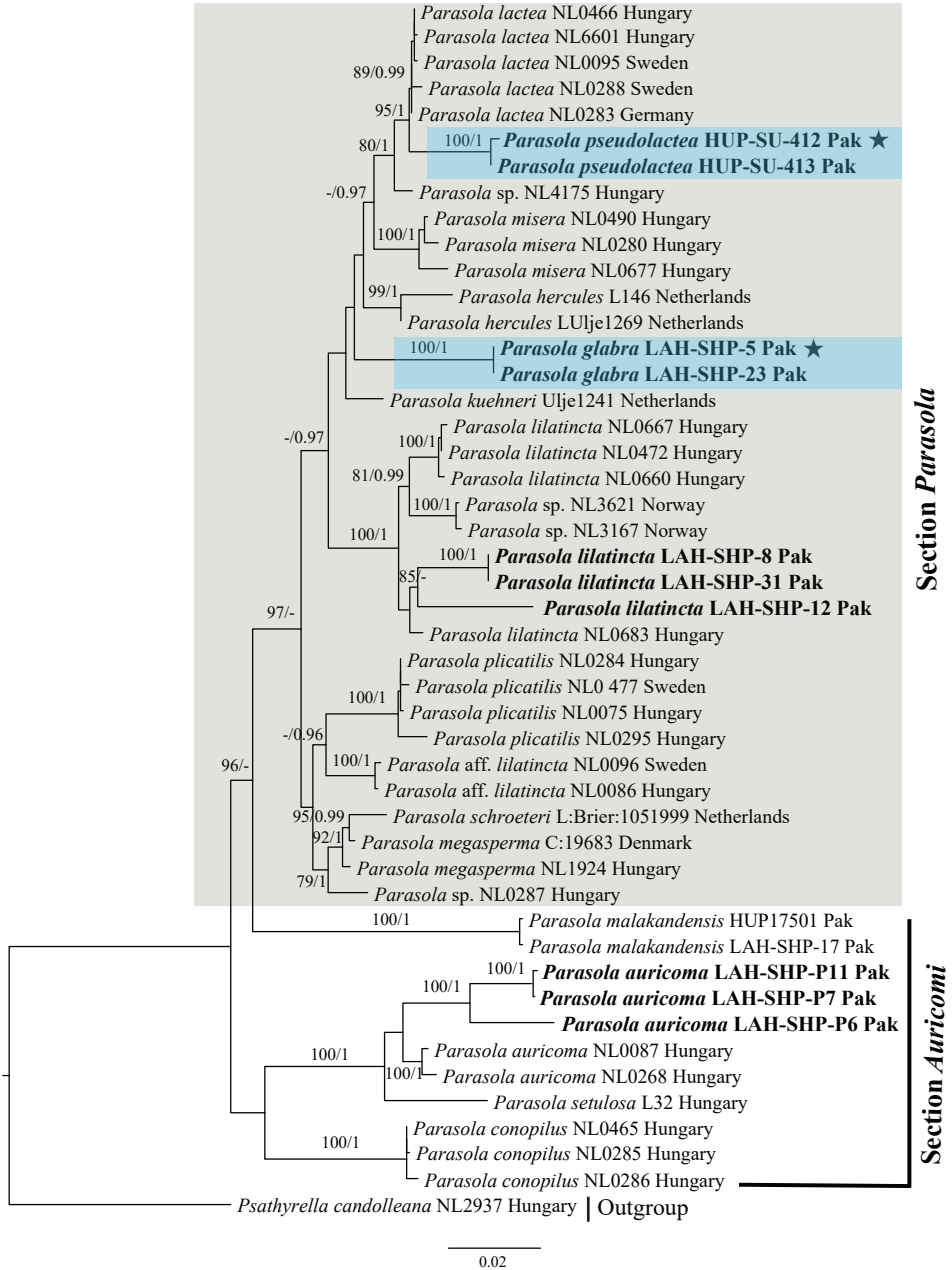 Parasola lactea NL0466 Hungary
Parasola lactea NL6601 Hungary
Parasola lactea NL0095 Sweden
89/0.99
Parasola lactea NL0288 Sweden
95/1
Parasola lactea NL0283 Germany
100/1
Parasola pseudolactea HUP-SU-412 Pak ★
80/1
Parasola pseudolactea HUP-SU-413 Pak
-/0.97
Parasola sp. NL4175 Hungary
Parasola misera NL0490 Hungary
100/1
Parasola misera NL0280 Hungary
Parasola misera NL0677 Hungary
99/1
Parasola hercules L146 Netherlands
Parasola hercules LUlje1269 Netherlands
100/1
Parasola glabra LAH-SHP-5 Pak ★
Parasola glabra LAH-SHP-23 Pak
Parasola kuehneri Ulje1241 Netherlands
-/0.97
Parasola lilatincta NL0667 Hungary
100/1
Parasola lilatincta NL0472 Hungary
81/0.99
Parasola lilatincta NL0660 Hungary
100/1
Parasola sp. NL3621 Norway
Parasola sp. NL3167 Norway
100/1
100/1
Parasola lilatincta LAH-SHP-8 Pak
85/-
Parasola lilatincta LAH-SHP-31 Pak
Parasola lilatincta LAH-SHP-12 Pak
97/-
Parasola lilatincta NL0683 Hungary
Parasola plicatilis NL0284 Hungary
Parasola plicatilis NL0 477 Sweden
100/1
Parasola plicatilis NL0075 Hungary
-/0.96
Parasola plicatilis NL0295 Hungary
96/-
100/1
Parasola aff. lilatincta NL0096 Sweden
Parasola aff. lilatincta NL0086 Hungary
95/0.99
Parasola schroeteri L:Brier:1051999 Netherlands
92/1
Parasola megasperma C:19683 Denmark
Parasola megasperma NL1924 Hungary
79/1
Parasola sp. NL0287 Hungary
Section Parasola
100/1
Parasola malakandensis HUP17501 Pak
Parasola malakandensis LAH-SHP-17 Pak
100/1
Parasola auricoma LAH-SHP-P11 Pak
100/1
Parasola auricoma LAH-SHP-P7 Pak
Parasola auricoma LAH-SHP-P6 Pak
100/1
Parasola auricoma NL0087 Hungary
100/1
Parasola auricoma NL0268 Hungary
Parasola setulosa L32 Hungary
Parasola conopilus NL0465 Hungary
100/1
Parasola conopilus NL0285 Hungary
Parasola conopilus NL0286 Hungary
Section Auricomi
Psathyrella candolleana NL2937 Hungary
Outgroup
0.02